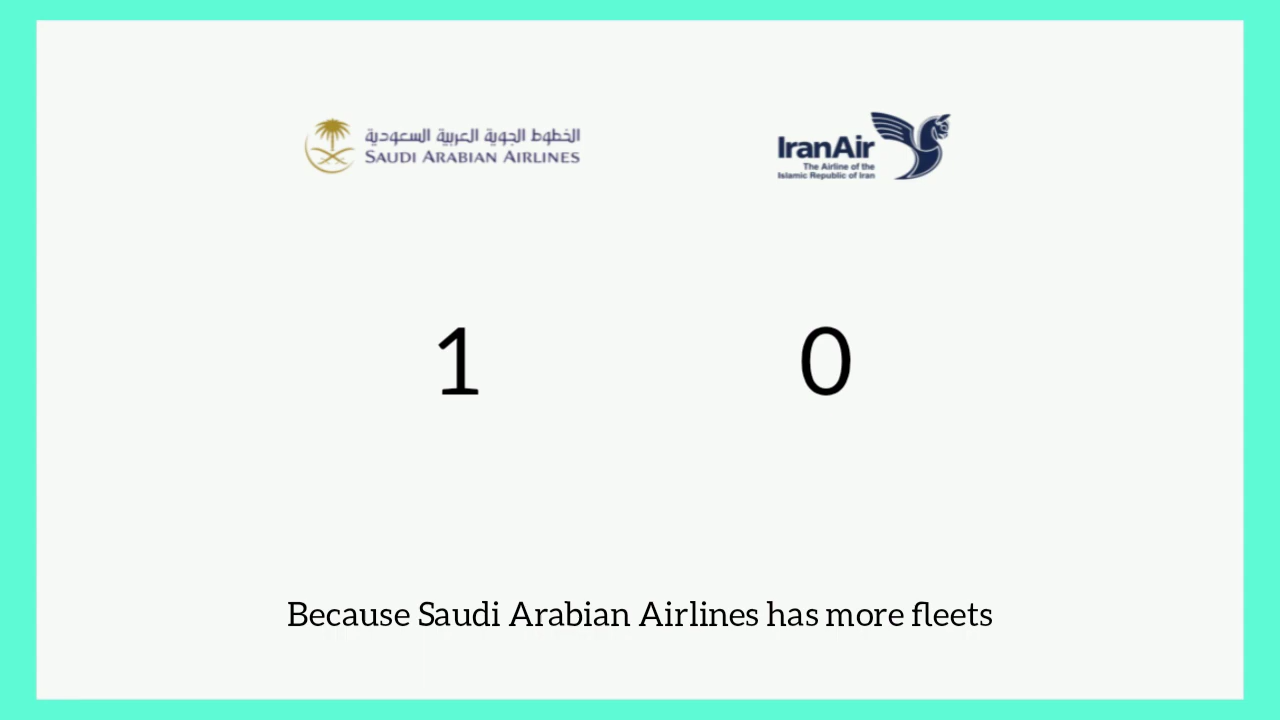 الخطوط الجوية العربية السعودية
SAUDI ARABIAN AIRLINES
IranAir
The Airline of the
Islamic Republic of Iran
1
0
Because Saudi Arabian Airlines has more fleets